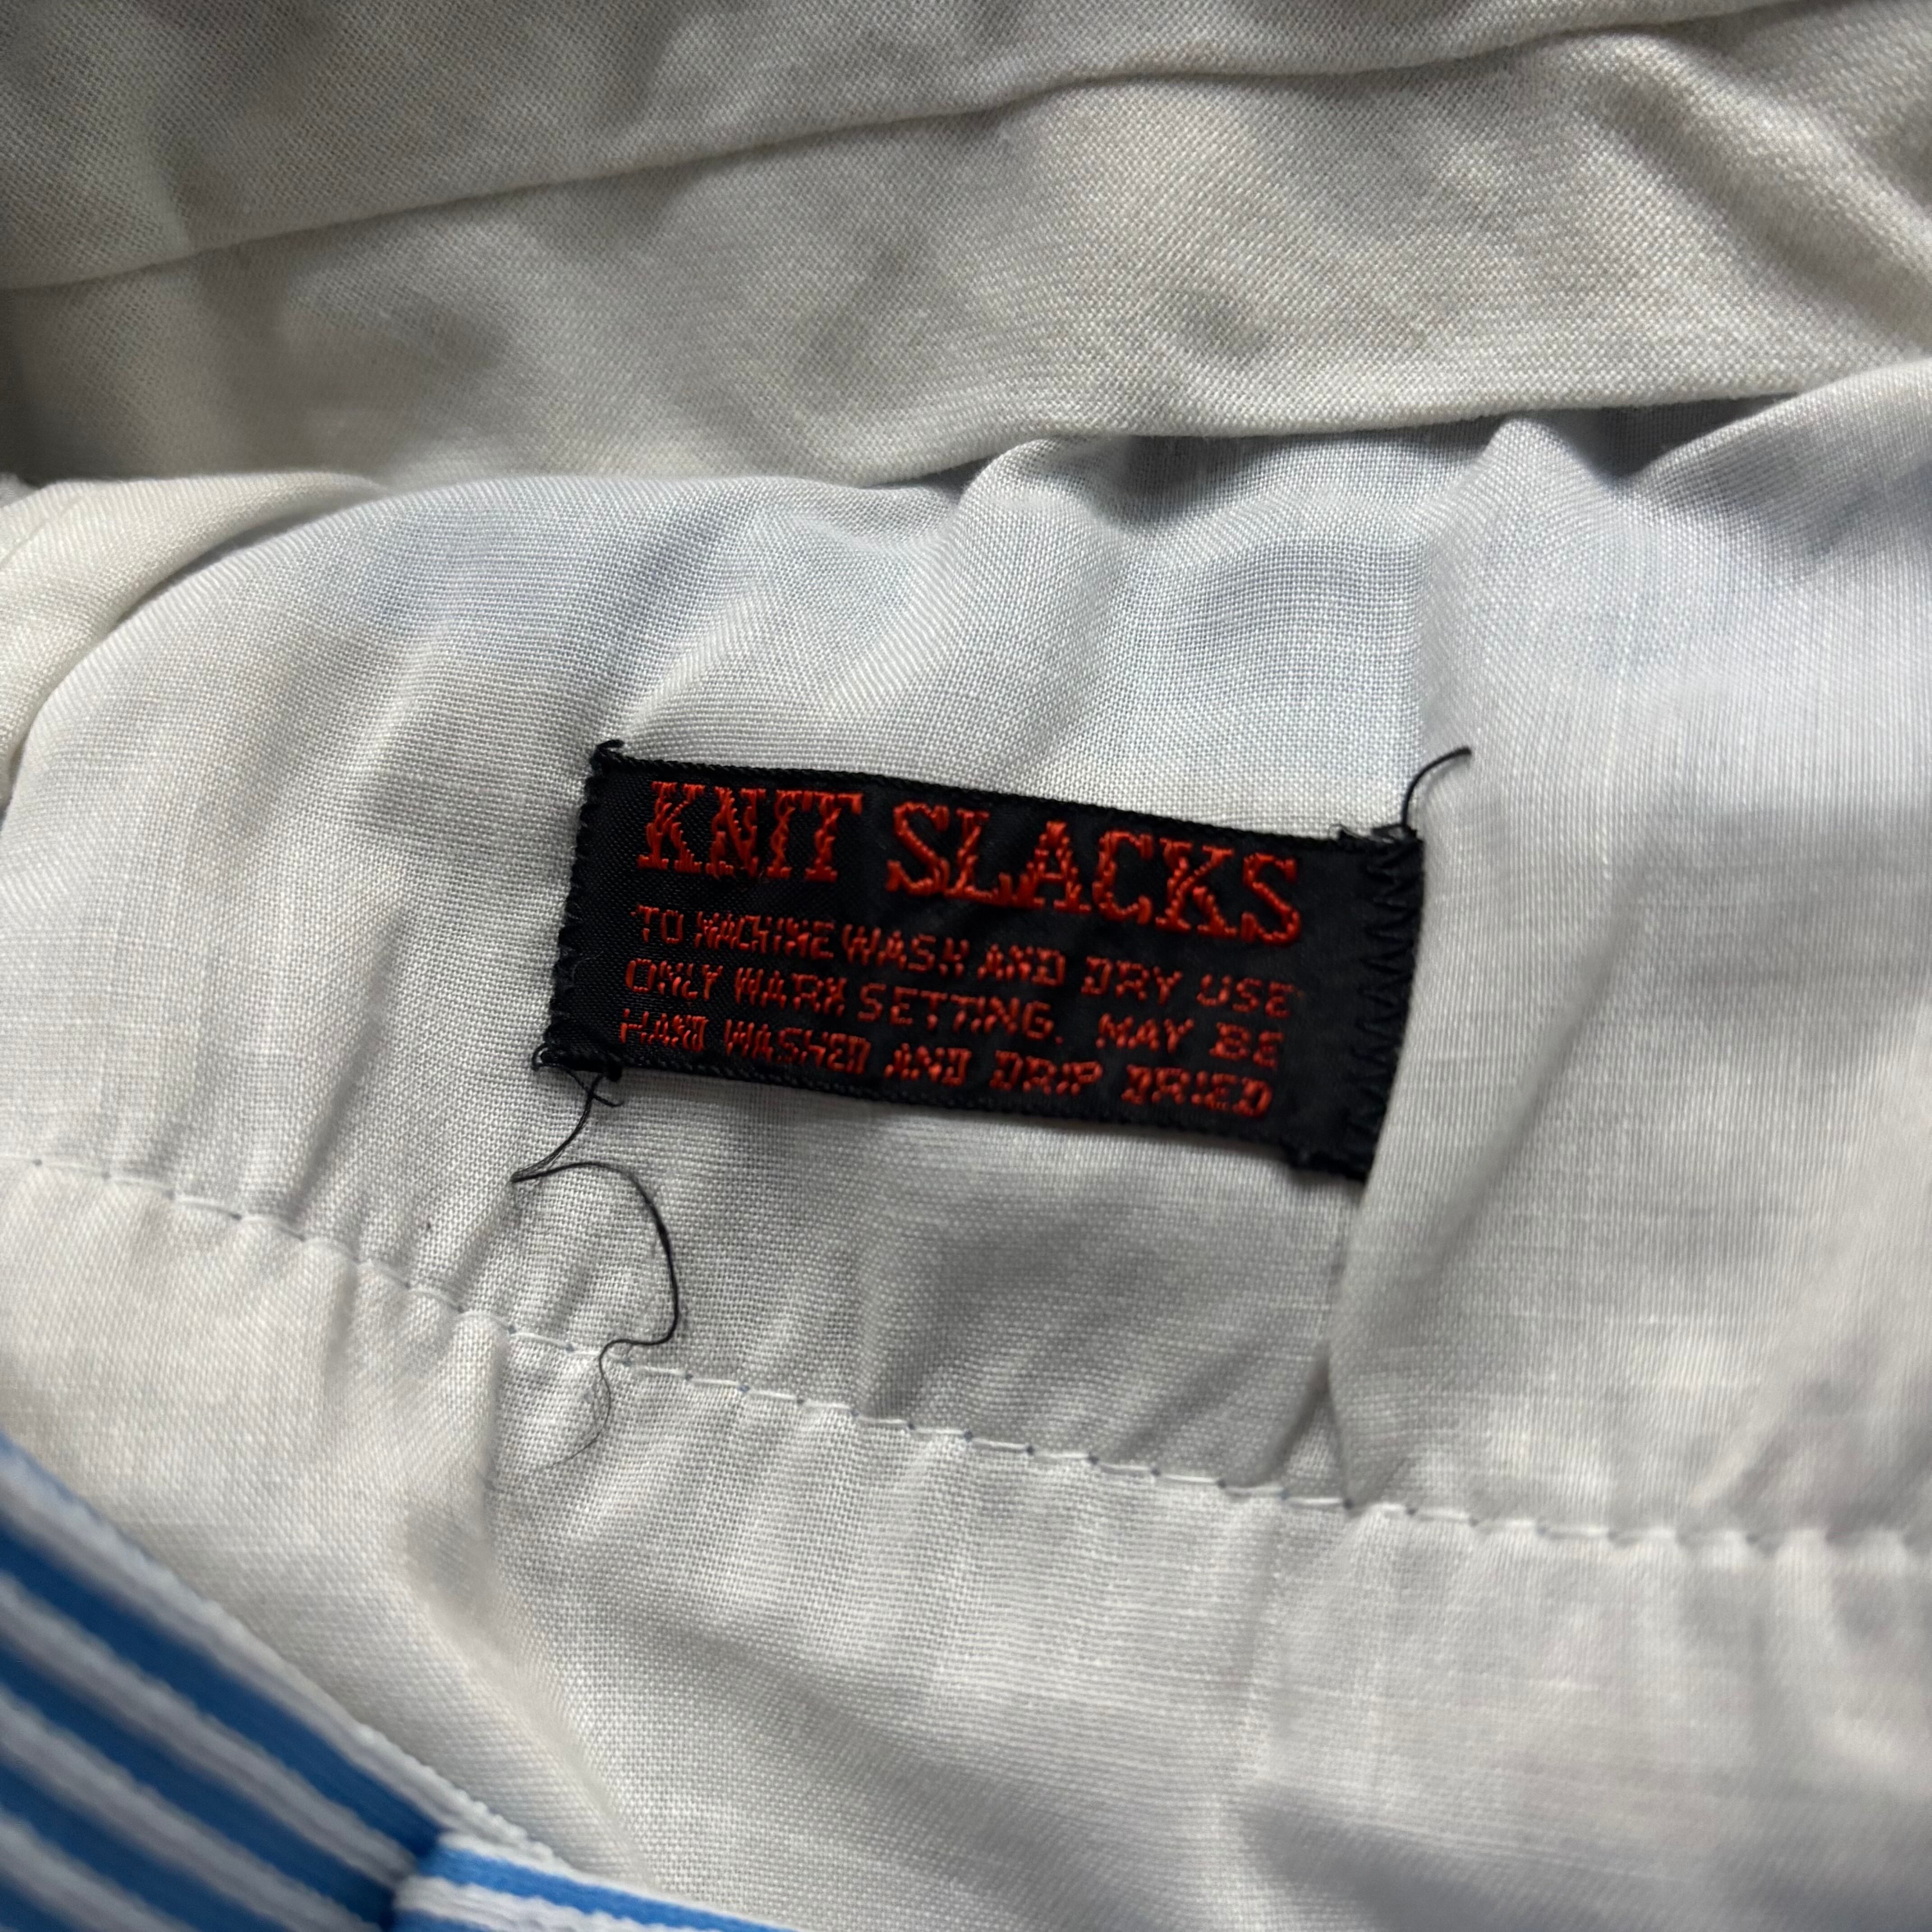 KNIT SLACKS
TO MACHINE WASH AND DRY USE
ONLY WARM SETTING. MAY BE
HAND WASHED AND DRIP DRIED